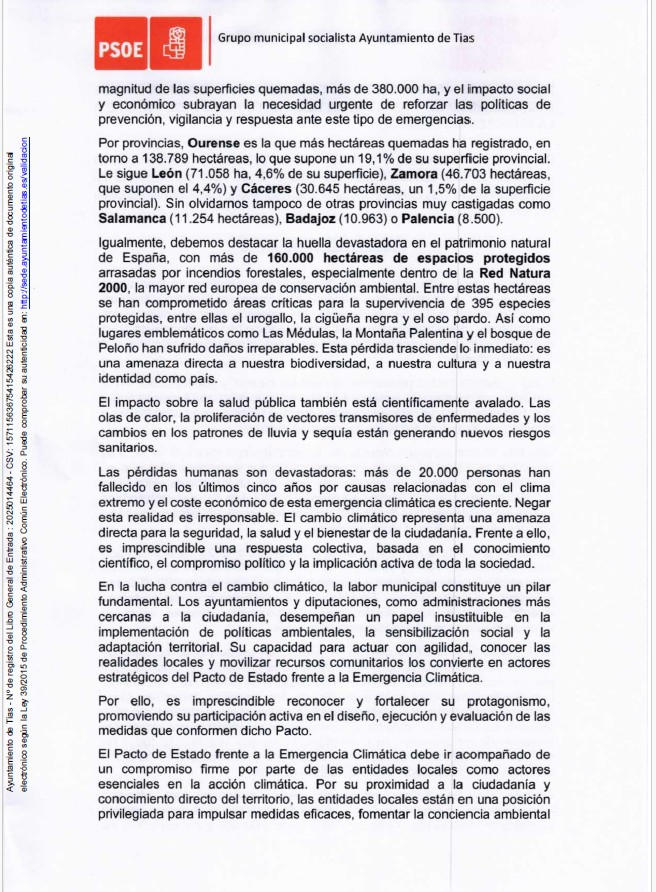 PSOE
Grupo municipal socialista Ayuntamiento de Tias
magnitud de las superficies quemadas, más de 380.000 ha, y el impacto social
y económico subrayan la necesidad urgente de reforzar las políticas de
prevención, vigilancia y respuesta ante este tipo de emergencias.
Por provincias, Ourense es la que más hectáreas quemadas ha registrado, en
torno a 138.789 hectáreas, lo que supone un 19,1% de su superficie provincial.
Le sigue León (71.058 ha, 4,6% de su superficie), Zamora (46.703 hectáreas,
que suponen el 4,4%) y Cáceres (30.645 hectáreas, un 1,5% de la superficie
provincial). Sin olvidarnos tampoco de otras provincias muy castigadas como
Salamanca (11.254 hectáreas), Badajoz (10.963) o Palencia (8.500).
Igualmente, debemos destacar la huella devastadora en el patrimonio natural
de España, con más de 160.000 hectáreas de espacios protegidos
arrasadas por incendios forestales, especialmente dentro de la Red Natura
2000, la mayor red europea de conservación ambiental. Entre estas hectáreas
se han comprometido áreas críticas para la supervivencia de 395 especies
protegidas, entre ellas el urogallo, la cigüeña negra y el oso pardo. Así como
lugares emblemáticos como Las Médulas, la Montaña Palentina y el bosque de
Peloño han sufrido daños irreparables. Esta pérdida trasciende lo inmediato: es
una amenaza directa a nuestra biodiversidad, a nuestra cultura y a nuestra
identidad como país.
El impacto sobre la salud pública también está científicamente avalado. Las
olas de calor, la proliferación de vectores transmisores de enfermedades y los
cambios en los patrones de lluvia y sequía están generando nuevos riesgos
sanitarios.
Las pérdidas humanas son devastadoras: más de 20.000 personas han
fallecido en los últimos cinco años por causas relacionadas con el clima
extremo y el coste económico de esta emergencia climática es creciente. Negar
esta realidad es irresponsable. El cambio climático representa una amenaza
directa para la seguridad, la salud y el bienestar de la ciudadanía. Frente a ello,
es imprescindible una respuesta colectiva, basada en el conocimiento
científico, el compromiso político y la implicación activa de toda la sociedad.
En la lucha contra el cambio climático, la labor municipal constituye un pilar
fundamental. Los ayuntamientos y diputaciones, como administraciones más
cercanas a la ciudadanía, desempeñan un papel insustituible en la
implementación de políticas ambientales, la sensibilización social y la
adaptación territorial. Su capacidad para actuar con agilidad, conocer las
realidades locales y movilizar recursos comunitarios los convierte en actores
estratégicos del Pacto de Estado frente a la Emergencia Climática.
Por ello, es imprescindible reconocer y fortalecer su protagonismo,
promoviendo su participación activa en el diseño, ejecución y evaluación de las
medidas que conformen dicho Pacto.
El Pacto de Estado frente a la Emergencia Climática debe ir acompañado de
un compromiso firme por parte de las entidades locales como actores
esenciales en la acción climática. Por su proximidad a la ciudadanía y
conocimiento directo del territorio, las entidades locales están en una posición
privilegiada para impulsar medidas eficaces, fomentar la conciencia ambiental
Ayuntamiento de Tias - Nº de registro del Libro General de Entrada : 2025014464 - CSV: 15711563675415426222 Esta es una copia auténtica de documento original
electrónico según la Ley 39/2015 de Procedimiento Administrativo Común Electrónico. Puede comprobar su autenticidad en: http://sede.ayuntamientodetias.es/validacion